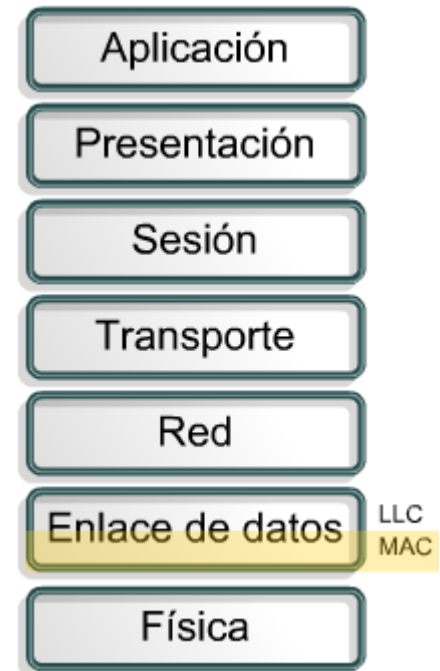 Aplicación
Presentación
Sesión
Transporte
Red
Enlace de datos
LLC
MAC
Física